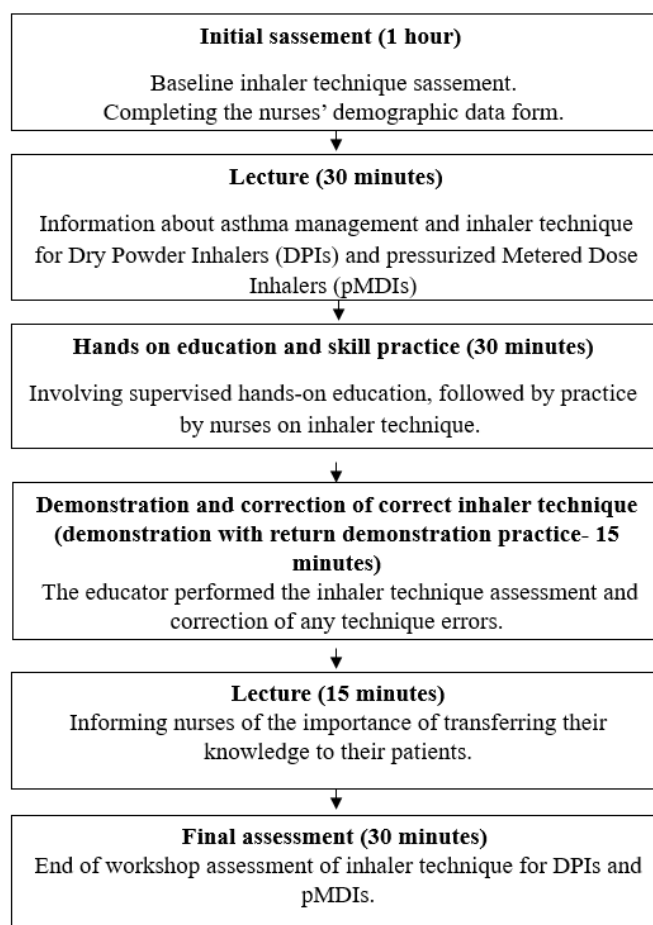 Initial sassement (1 hour)
Baseline inhaler technique sassement.
Completing the nurses’ demographic data form.
Lecture (30 minutes)
Information about asthma management and inhaler technique
for Dry Powder Inhalers (DPIs) and pressurized Metered Dose
Inhalers (pMDIs)
Hands on education and skill practice (30 minutes)
Involving supervised hands-on education, followed by practice
by nurses on inhaler technique.
Demonstration and correction of correct inhaler technique
(demonstration with return demonstration practice- 15
minutes)
The educator performed the inhaler technique assessment and
correction of any technique errors.
Lecture (15 minutes)
Informing nurses of the importance of transferring their
knowledge to their patients.
Final assessment (30 minutes)
End of workshop assessment of inhaler technique for DPIs and
pMDIs.